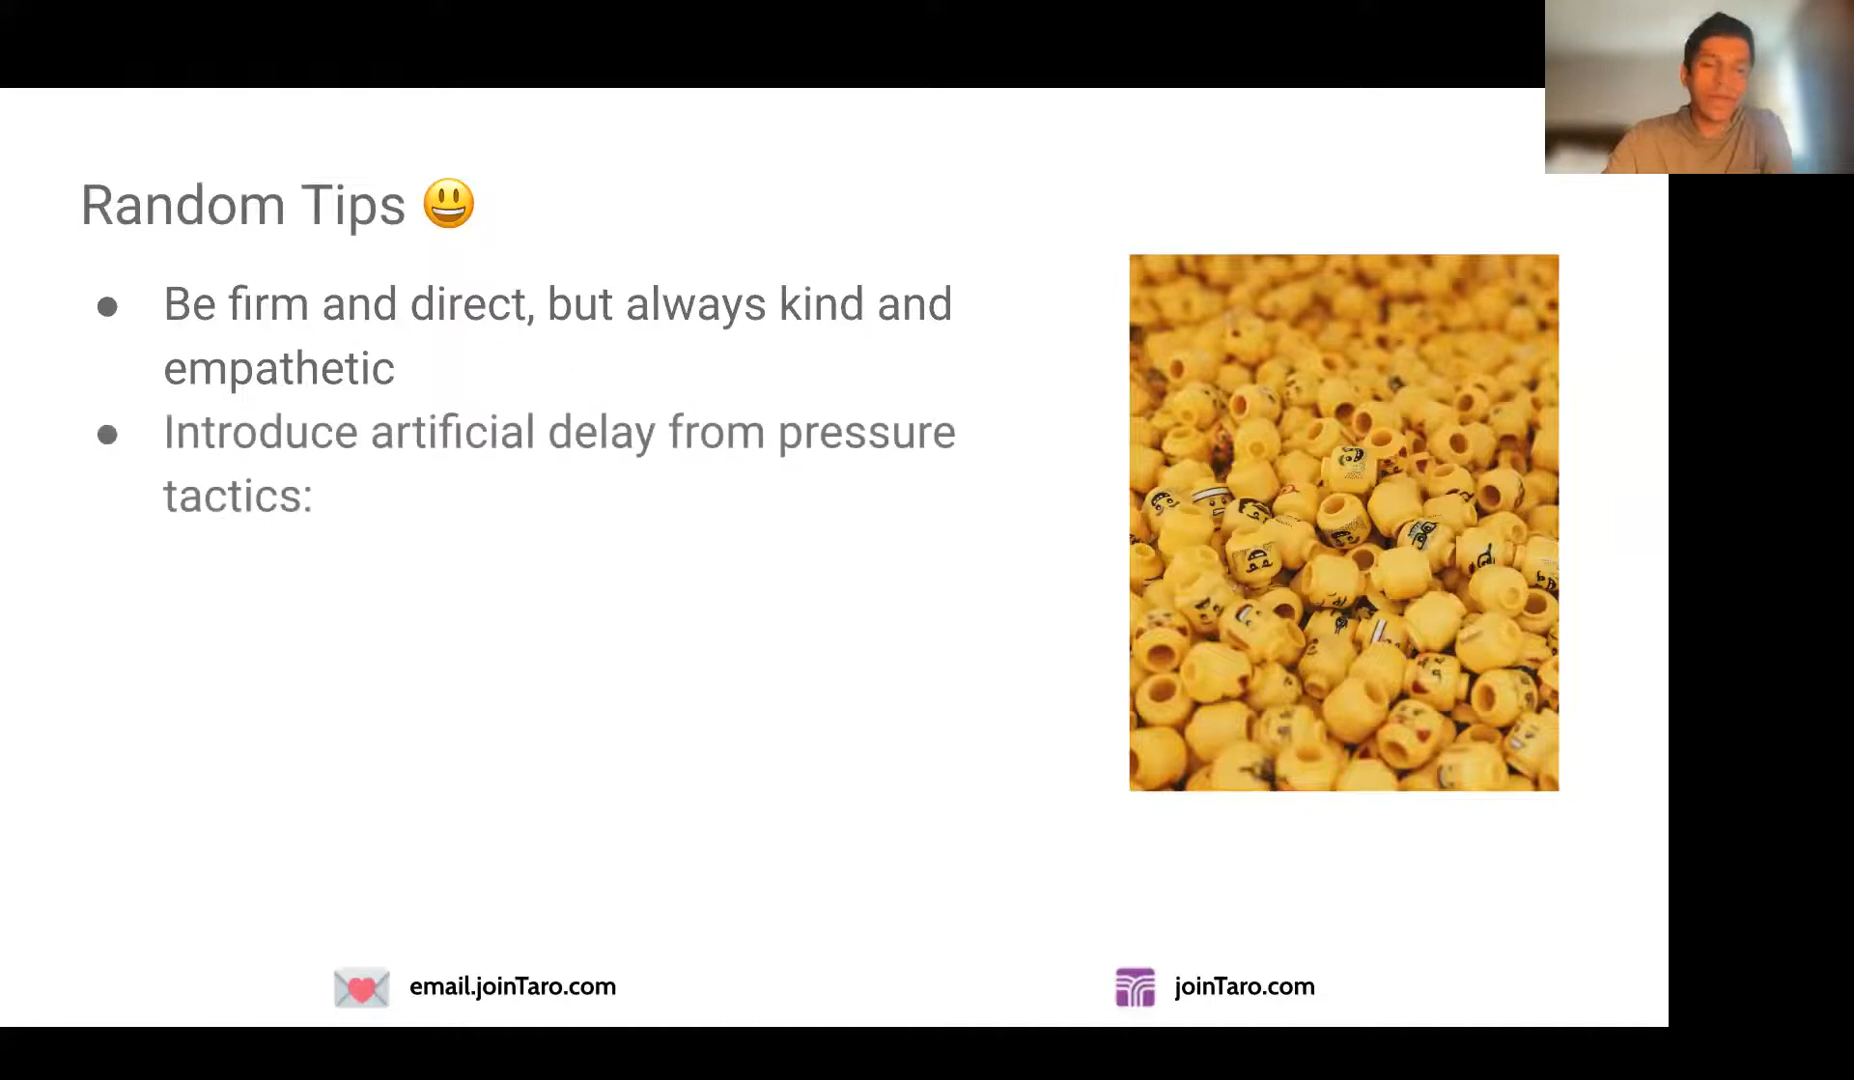 Random Tips 😃
● Be firm and direct, but always kind and
empathetic
● Introduce artificial delay from pressure
tactics:
email.joinTaro.com
joinTaro.com